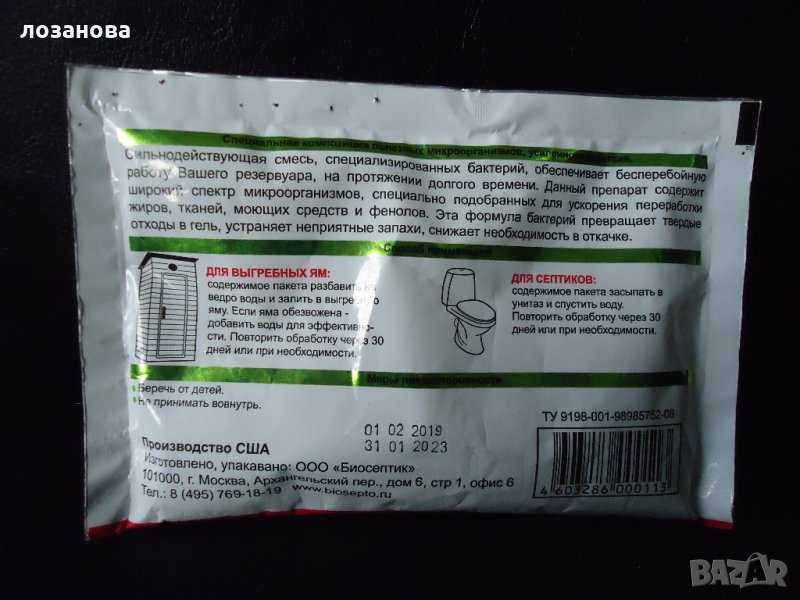 лозанова
Специальная композиция полезных микроорганизмов, усиленного действия.
Сильнодействующая смесь, специализированных бактерий, обеспечивает бесперебойную
работу Вашего резервуара, на протяжении долгого времени. Данный препарат содержит
широкий спектр микроорганизмов, специально подобранных для ускорения переработки
жиров, тканей, моющих средств и фенолов. Эта формула бактерий превращает твердые
отходы в гель, устраняет неприятные запахи, снижает необходимость в откачке.
Способ применения
ДЛЯ ВЫГРЕБНЫХ ЯМ:
содержимое пакета разбавить на
ведро воды и залить в выгребную
яму. Если яма обезвожена -
добавить воды для эффективно-
сти. Повторить обработку через 30
дней или при необходимости.
ДЛЯ СЕПТИКОВ:
содержимое пакета засыпать в
унитаз и спустить воду.
Повторить обработку через 30
дней или при необходимости.
Меры предосторожности
Беречь от детей.
Не принимать вовнутрь.
01 02 2019
31 01 2023
ТУ 9198-001-98985752-08
Производство США
Изготовлено, упакавано: ООО «Биосептик»
101000, г. Москва, Архангельский пер., дом 6, стр 1, офис 6
Тел.: 8 (495) 769-18-19 www.biosepto.ru
4 603286 000113
BAZAR